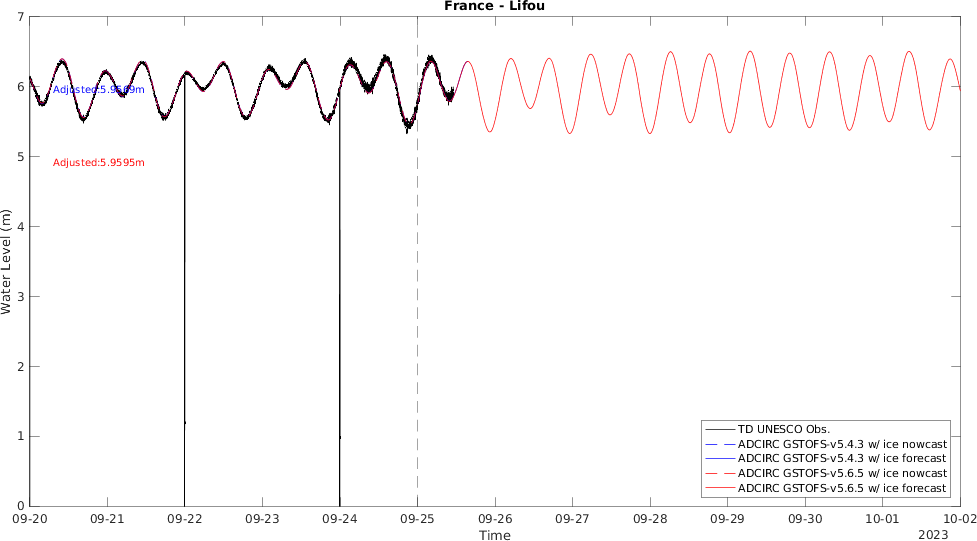 France - Lifou
7
6
5
4
3
2
1
0
Water Level (m)
Adjusted:5.9569m
Adjusted:5.9595m
TD UNESCO Obs.
ADCIRC GSTOFS-v5.4.3 w/ ice nowcast
ADCIRC GSTOFS-v5.4.3 w/ ice forecast
ADCIRC GSTOFS-v5.6.5 w/ ice nowcast
ADCIRC GSTOFS-v5.6.5 w/ ice forecast
09-20 09-21 09-22 09-23 09-24 09-25 09-26 09-27 09-28 09-29 09-30 10-01 10-02
Time
2023